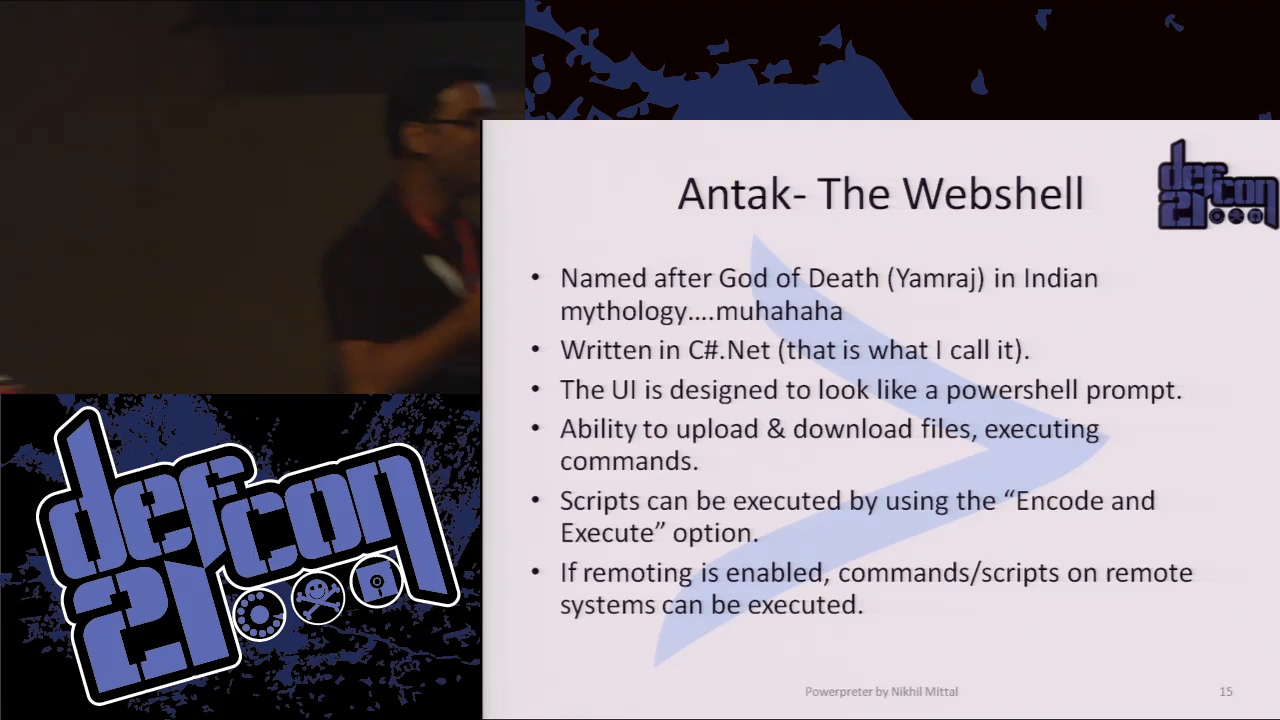 Antak- The Webshell
defcon
21
• Named after God of Death (Yamraj) in Indian
mythology....muhahaha
• Written in C#.Net (that is what I call it).
• The UI is designed to look like a powershell prompt.
• Ability to upload & download files, executing
commands.
• Scripts can be executed by using the “Encode and
Execute” option.
• If remoting is enabled, commands/scripts on remote
systems can be executed.
Powerpreter by Nikhil Mittal
15
defcon
21